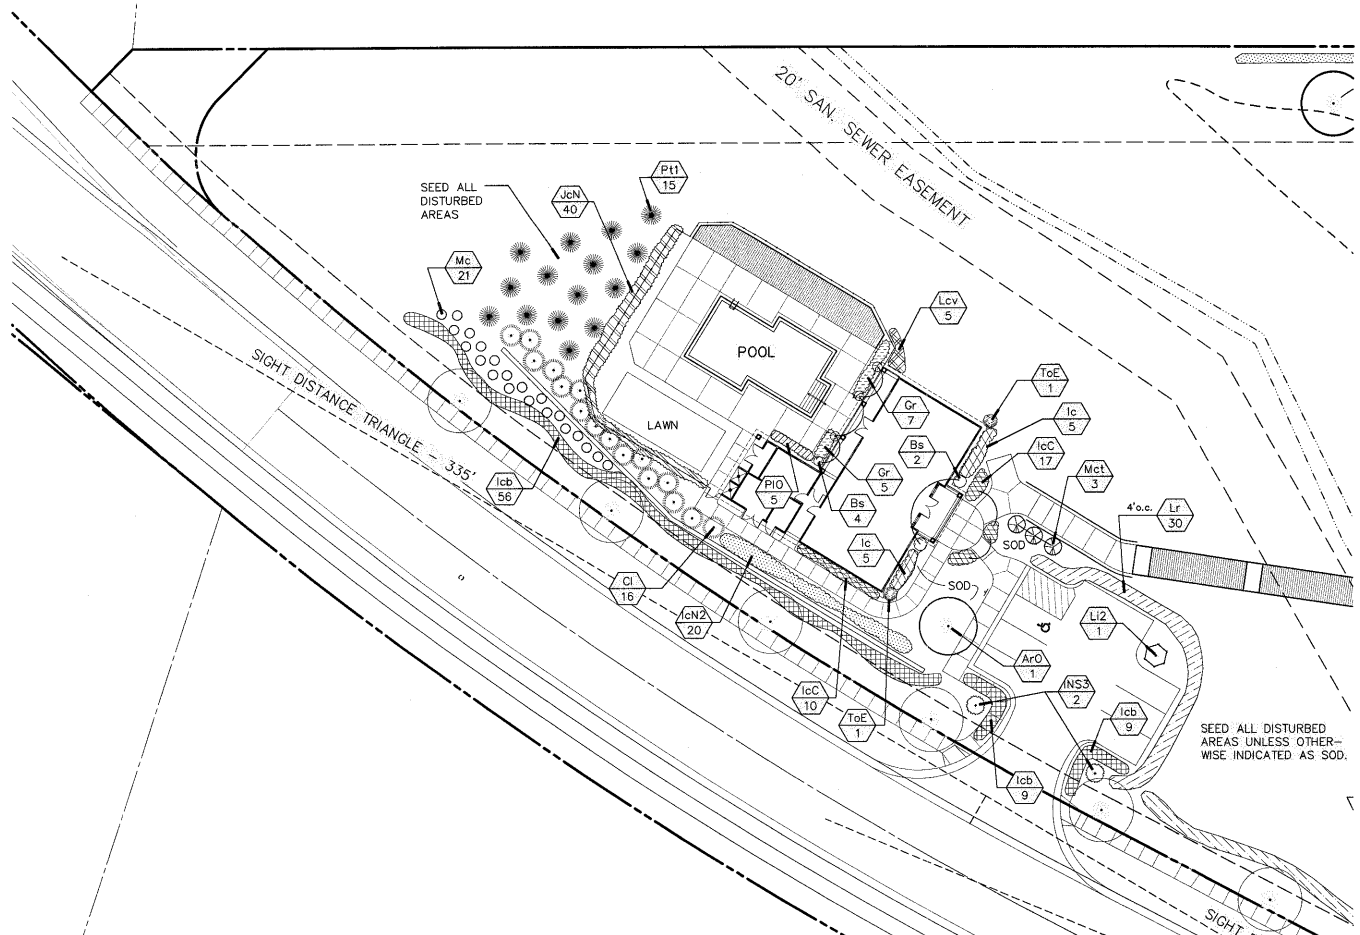 20' SAN. SEWER EASEMENT
SEED ALL
DISTURBED
AREAS
Pt1
15
JcN
40
Mc
21
Lcv
5
POOL
SIGHT DISTANCE TRIANGLE - 335'
LAWN
Gr
7
ToE
1
Ic
5
Bs
2
IcC
17
Mct
3
Gr
5
PlO
5
Bs
4
Icb
56
4'o.c.
Lr
30
SOD
Ic
5
SOD
Cl
16
IcN2
20
Li2
1
ArO
1
INS3
2
IcC
10
ToE
1
Icb
9
SEED ALL DISTURBED
AREAS UNLESS OTHER-
WISE INDICATED AS SOD.
Icb
9
SIGHT